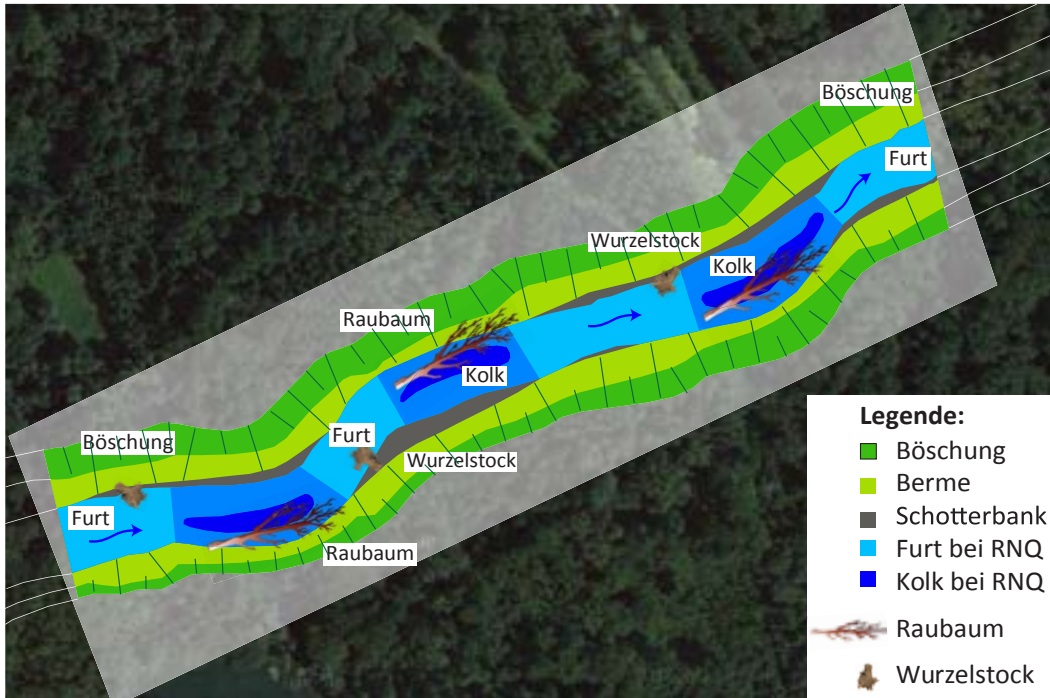 Böschung
Furt
Wurzelstock
Kolk
Raubaum
Kolk
Böschung
Furt
Wurzelstock
Furt
Raubaum
Legende:
Böschung
Berme
Schotterbank
Furt bei RNQ
Kolk bei RNQ
Raubaum
Wurzelstock